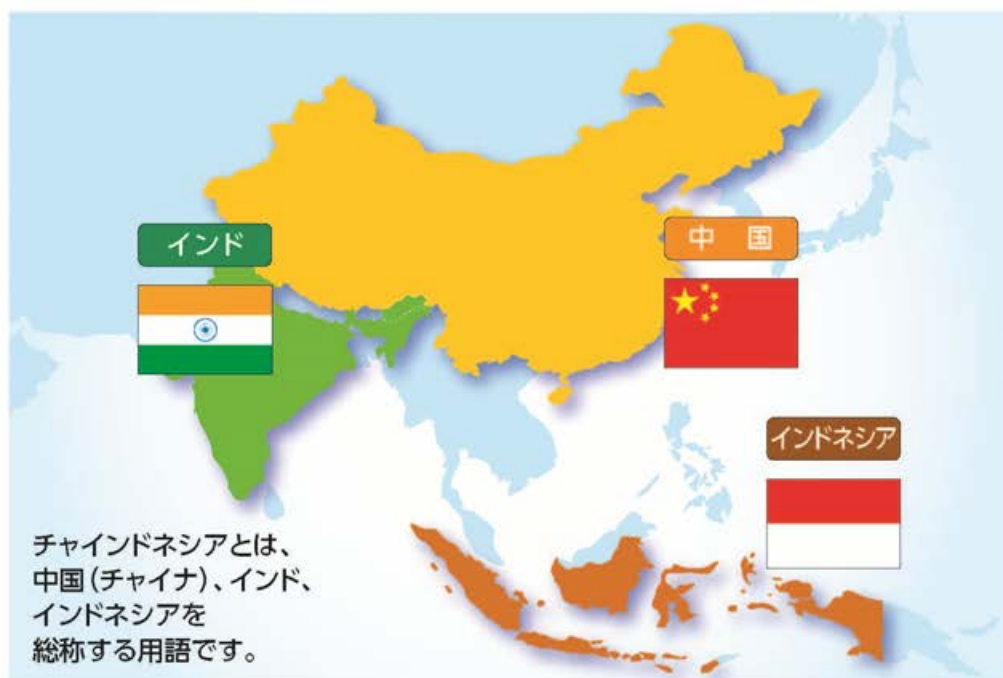 インド
中 国
インドネシア
チャインドネシアとは、
中国(チャイナ)、インド、
インドネシアを
総称する用語です。